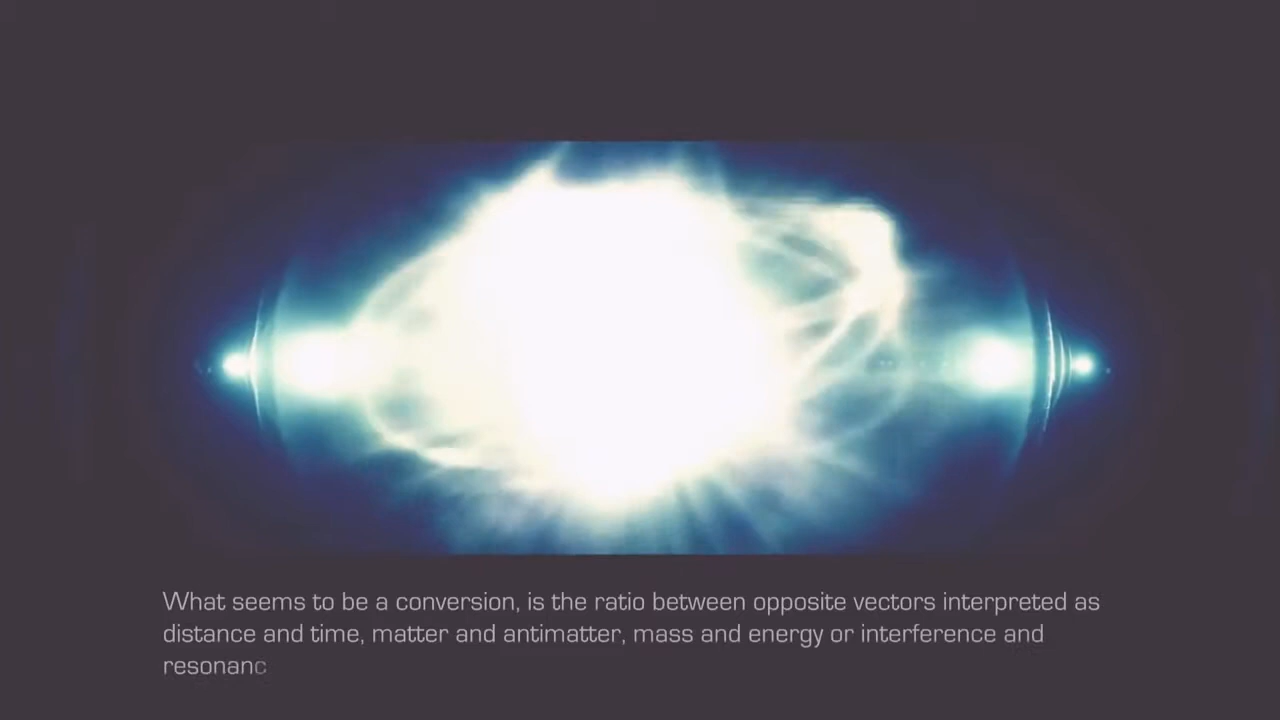 What seems to be a conversion, is the ratio between opposite vectors interpreted as
distance and time, matter and antimatter, mass and energy or interference and
resonanc